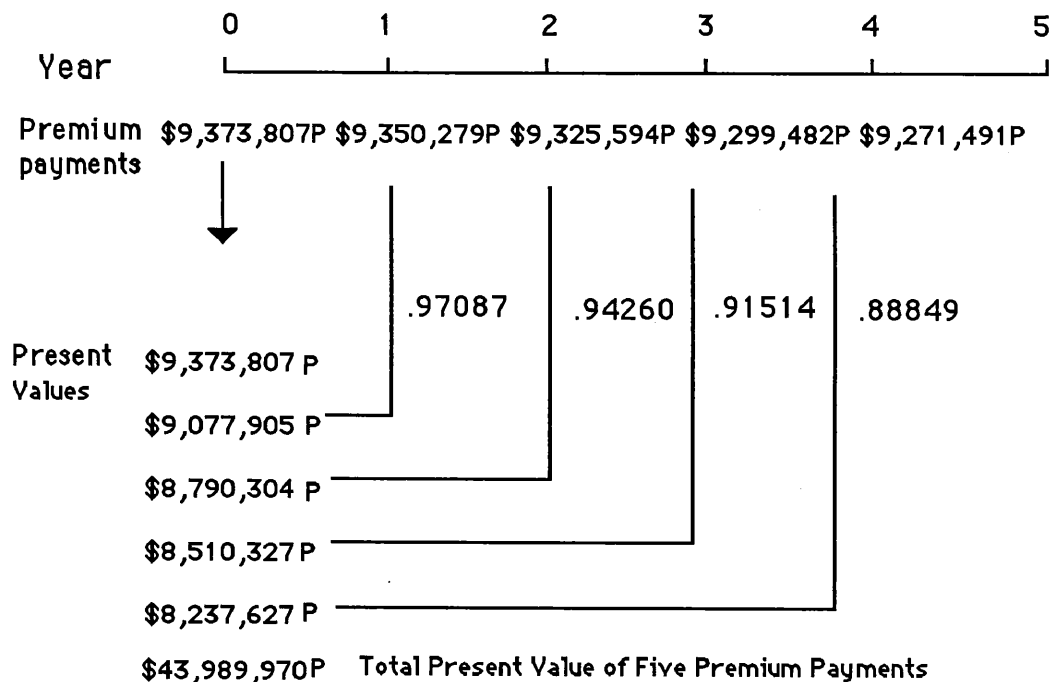 0 1 2 3 4 5
Year
Premium payments $9,373,807P $9,350,279P $9,325,594P $9,299,482P $9,271,491P
.97087 .94260 .91514 .88849
Present Values
$9,373,807 P
$9,077,905 P
$8,790,304 P
$8,510,327 P
$8,237,627 P
$43,989,970P Total Present Value of Five Premium Payments